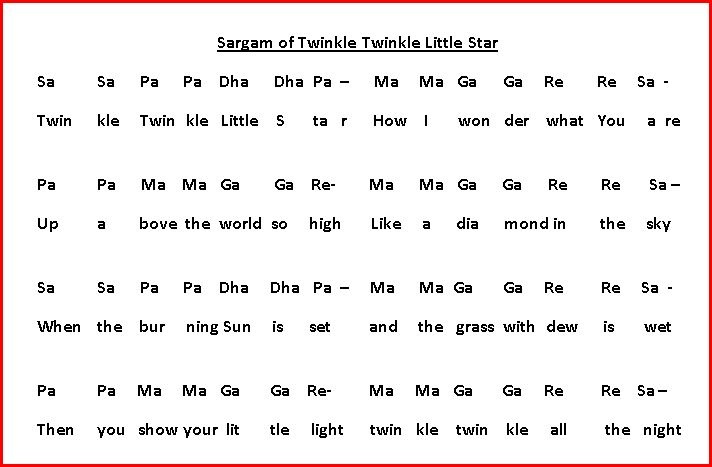 Sargam of Twinkle Twinkle Little Star
Sa Sa Pa Pa Dha Dha Pa – Ma Ma Ga Ga Re Re Sa -
Twin kle Twin kle Little S ta r How I won der what You a re
Pa Pa Ma Ma Ga Ga Re- Ma Ma Ga Ga Re Re Sa –
Up a bove the world so high Like a dia mond in the sky
Sa Sa Pa Pa Dha Dha Pa – Ma Ma Ga Ga Re Re Sa -
When the bur ning Sun is set and the grass with dew is wet
Pa Pa Ma Ma Ga Ga Re- Ma Ma Ga Ga Re Re Sa –
Then you show your lit tle light twin kle twin kle all the night